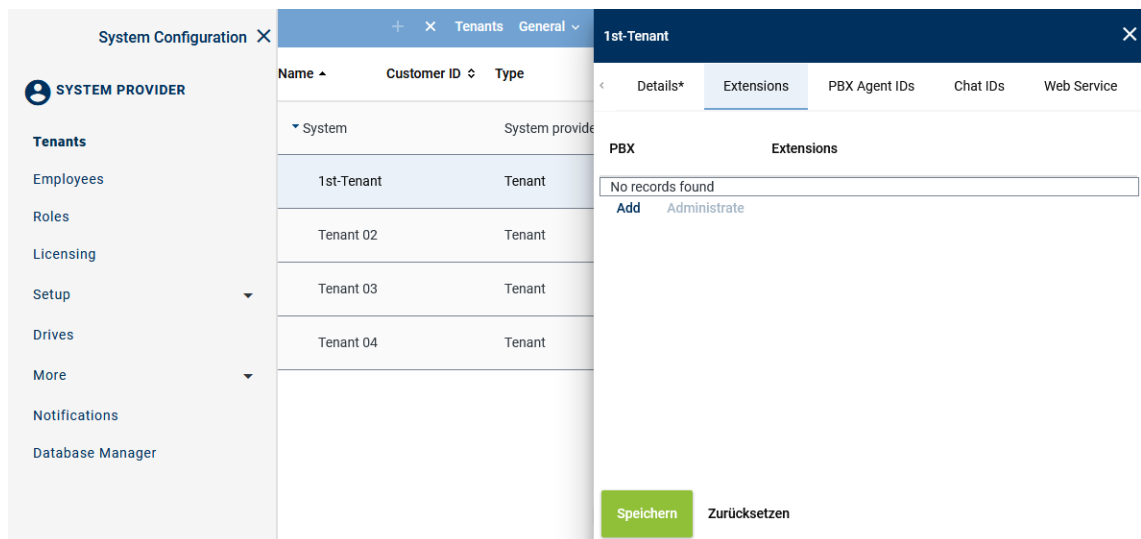 System Configuration
SYSTEM PROVIDER
Tenants
Employees
Roles
Licensing
Setup
Drives
More
Notifications
Database Manager
Tenants General
Name Customer ID Type
System System provide
1st-Tenant Tenant
Tenant 02 Tenant
Tenant 03 Tenant
Tenant 04 Tenant
1st-Tenant
Details* Extensions PBX Agent IDs Chat IDs Web Service
PBX Extensions
No records found
Add Administrate
Speichern Zurücksetzen